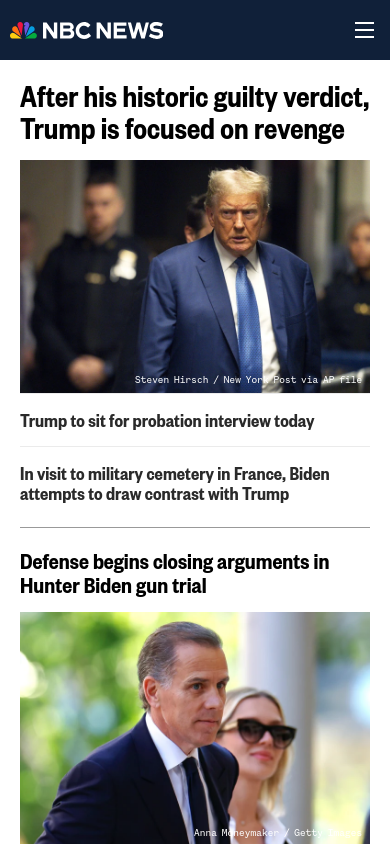 NBC NEWS
After his historic guilty verdict,
Trump is focused on revenge
Steven Hirsch / New York Post via AP file
Trump to sit for probation interview today
In visit to military cemetery in France, Biden
attempts to draw contrast with Trump
Defense begins closing arguments in
Hunter Biden gun trial
Anna Moneymaker / Getty